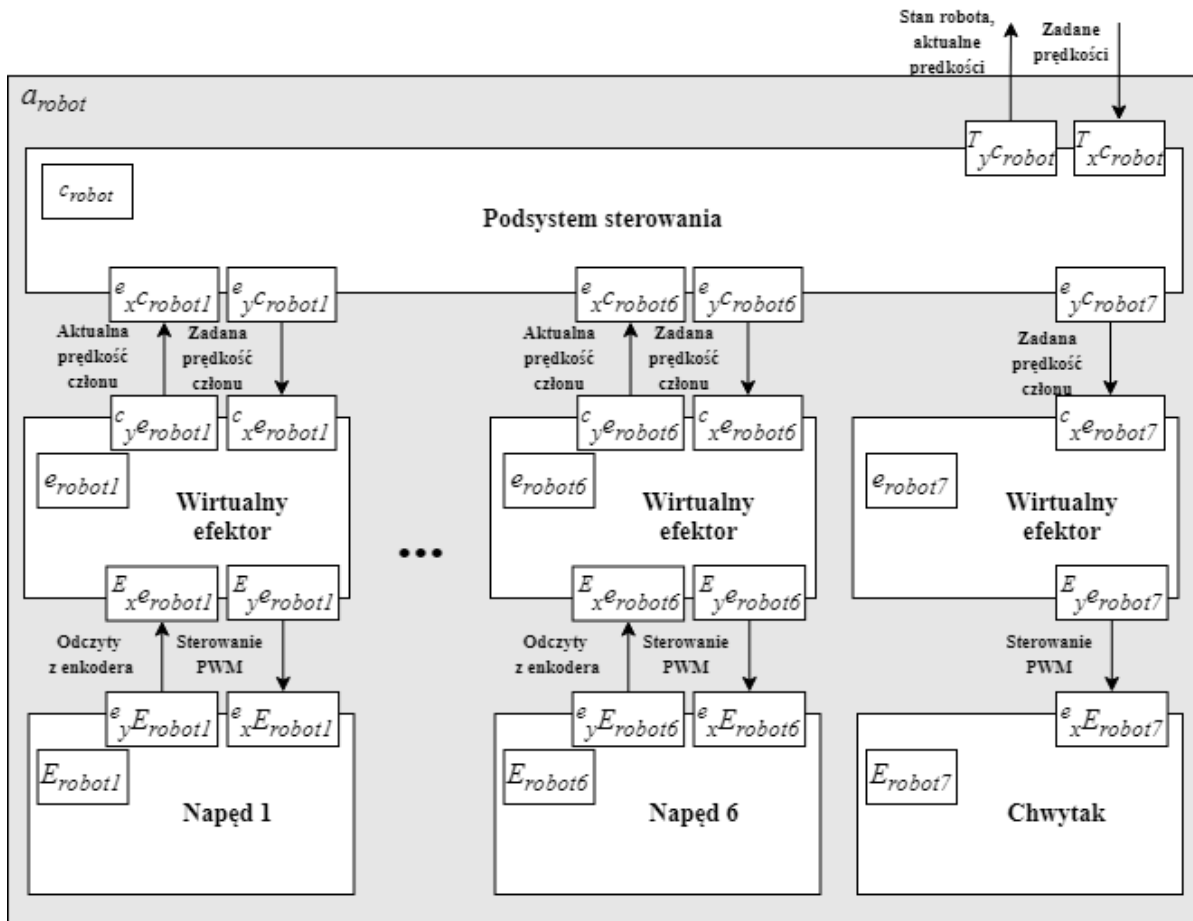 Stan robota,
aktualne
prędkości
Zadane
prędkości
a_robot
T_y c_robot
T_x c_robot
c_robot
Podsystem sterowania
e_x c_robot1
e_y c_robot1
e_x c_robot6
e_y c_robot6
e_y c_robot7
Aktualna
prędkość
członu
Zadana
prędkość
członu
Aktualna
prędkość
członu
Zadana
prędkość
członu
Zadana
prędkość
członu
c_y e_robot1
c_x e_robot1
c_y e_robot6
c_x e_robot6
c_x e_robot7
e_robot1
Wirtualny
efektor
e_robot6
Wirtualny
efektor
e_robot7
Wirtualny
efektor
...
E_x e_robot1
E_y e_robot1
E_x e_robot6
E_y e_robot6
E_y e_robot7
Odczyty
z enkodera
Sterowanie
PWM
Odczyty
z enkodera
Sterowanie
PWM
Sterowanie
PWM
e_y E_robot1
e_x E_robot1
e_y E_robot6
e_x E_robot6
e_x E_robot7
E_robot1
Napęd 1
E_robot6
Napęd 6
E_robot7
Chwytak